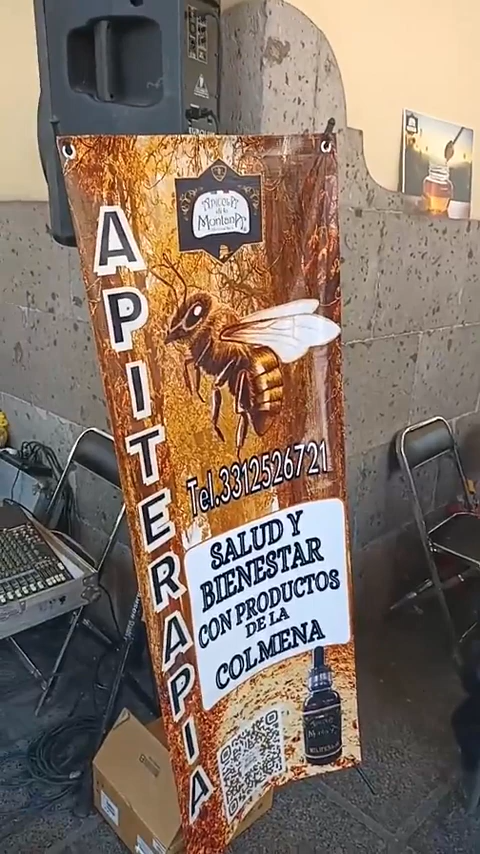 APICOLA
de la
Montaña
APITERAPIA
Tel.3312526721
SALUD Y
BIENESTAR
CON PRODUCTOS
DE LA
COLMENA